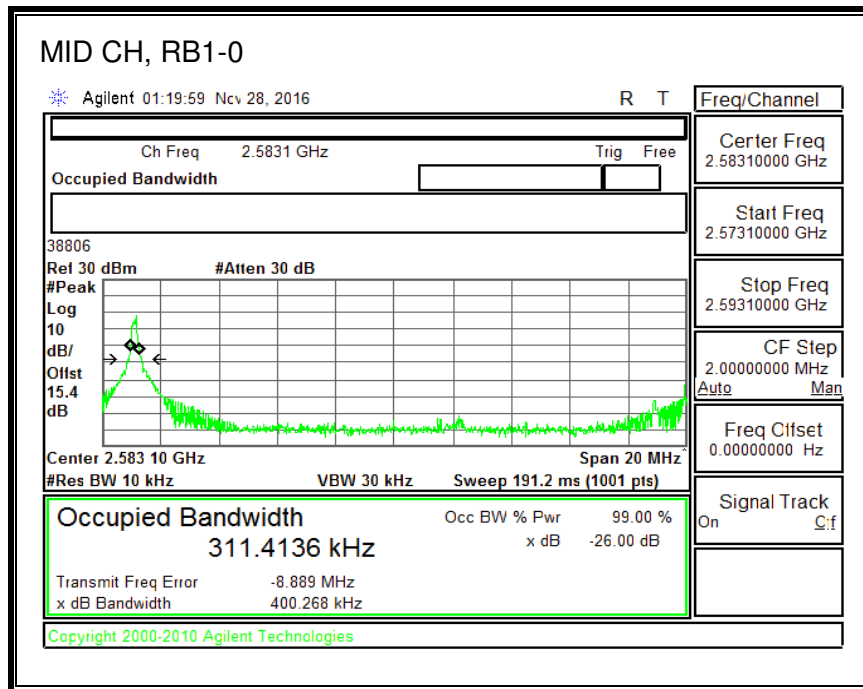 MID CH, RB1-0
Agilent 01:19:59 Nov 28, 2016 R T
Freq/Channel
Ch Freq 2.5831 GHz Trig Free
Occupied Bandwidth
Center Freq
2.58310000 GHz
Start Freq
2.57310000 GHz
Stop Freq
2.59310000 GHz
CF Step
2.00000000 MHz
Auto Man
Freq Offset
0.00000000 Hz
Signal Track
On Off
38806
Ref 30 dBm #Atten 30 dB
#Peak
Log
10
dB/
Offst
15.4
dB
Center 2.583 10 GHz Span 20 MHz
#Res BW 10 kHz VBW 30 kHz Sweep 191.2 ms (1001 pts)
Occupied Bandwidth Occ BW % Pwr 99.00 %
311.4136 kHz x dB -26.00 dB
Transmit Freq Error -8.889 MHz
x dB Bandwidth 400.268 kHz
Copyright 2000-2010 Agilent Technologies